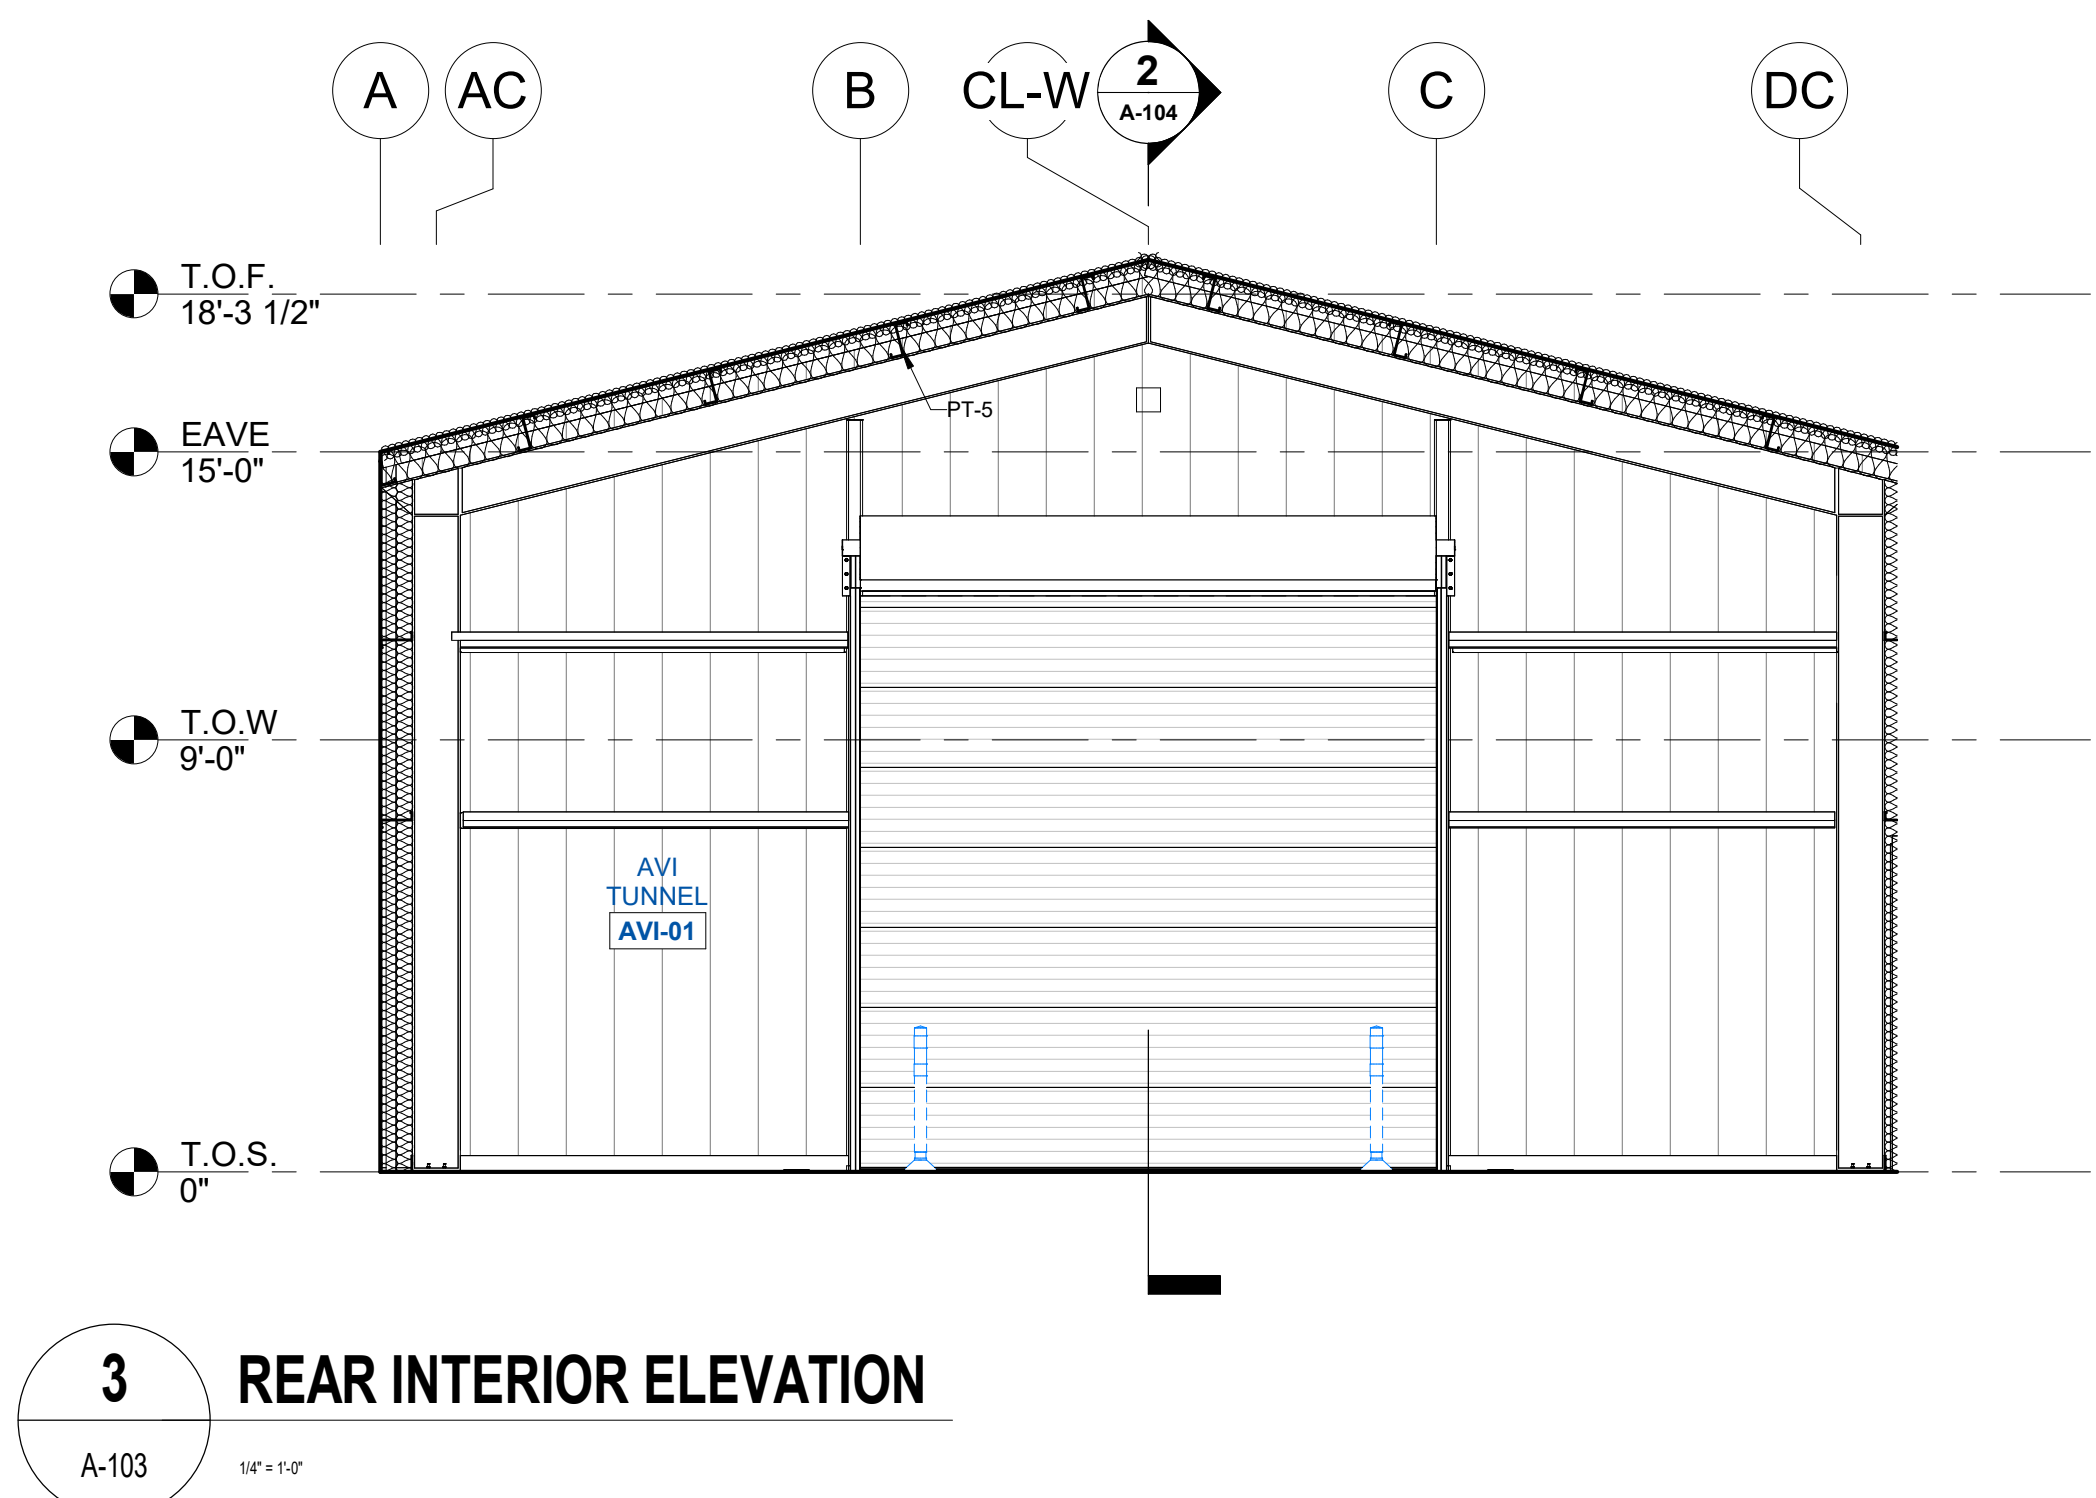 A
AC
B
CL-W
2
A-104
C
DC
T.O.F.
18'-3 1/2"
EAVE
15'-0"
PT-5
T.O.W
9'-0"
AVI
TUNNEL
AVI-01
T.O.S.
0"
3
A-103
REAR INTERIOR ELEVATION
1/4" = 1'-0"